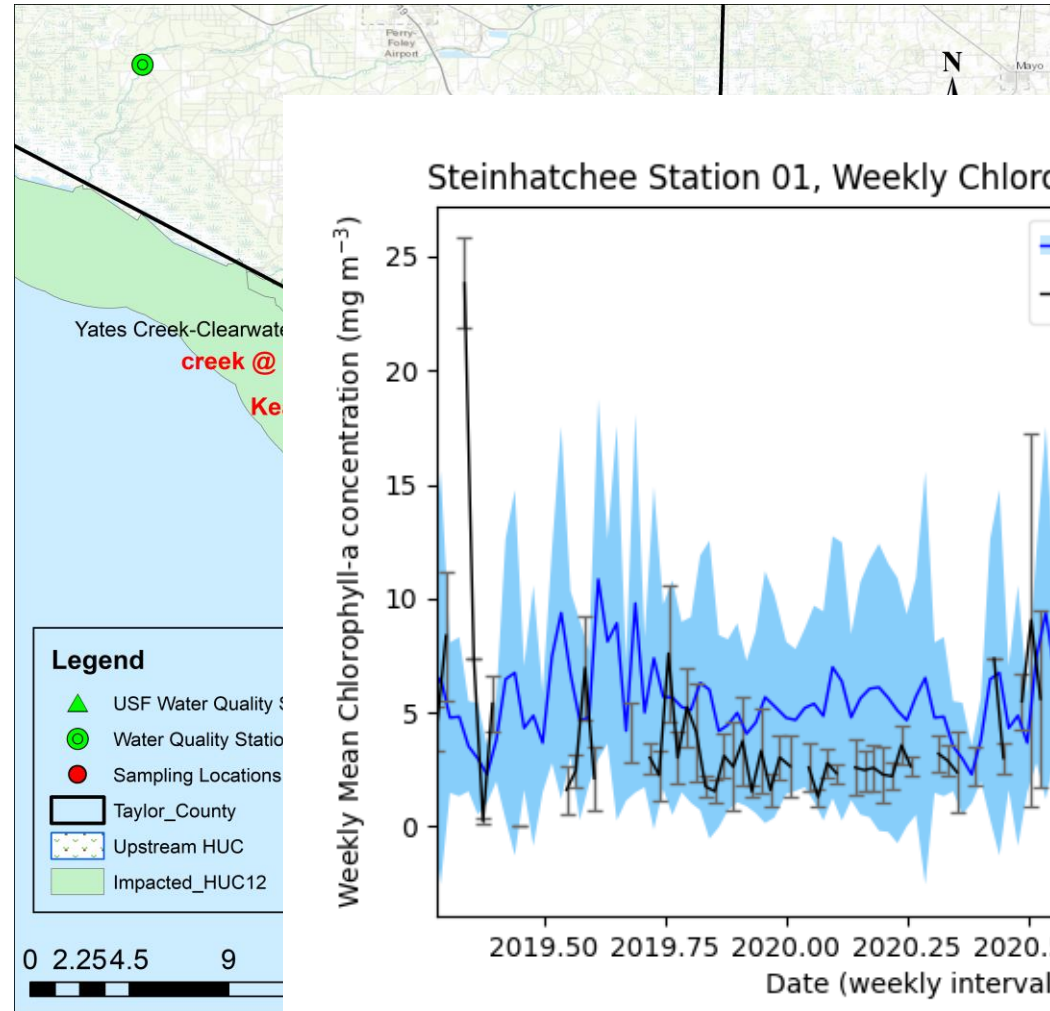 Perry-
Foley
Airport
N
Mayo
Steinhatchee Station 01, Weekly Chloro
Weekly Mean Chlorophyll-a concentration (mg m⁻³)
25
20
15
10
5
0
2019.50 2019.75 2020.00 2020.25 2020.
Date (weekly interval
Yates Creek-Clearwate
creek @
Kea
Legend
USF Water Quality S
Water Quality Statio
Sampling Locations
Taylor_County
Upstream HUC
Impacted_HUC12
0 2.25 4.5 9